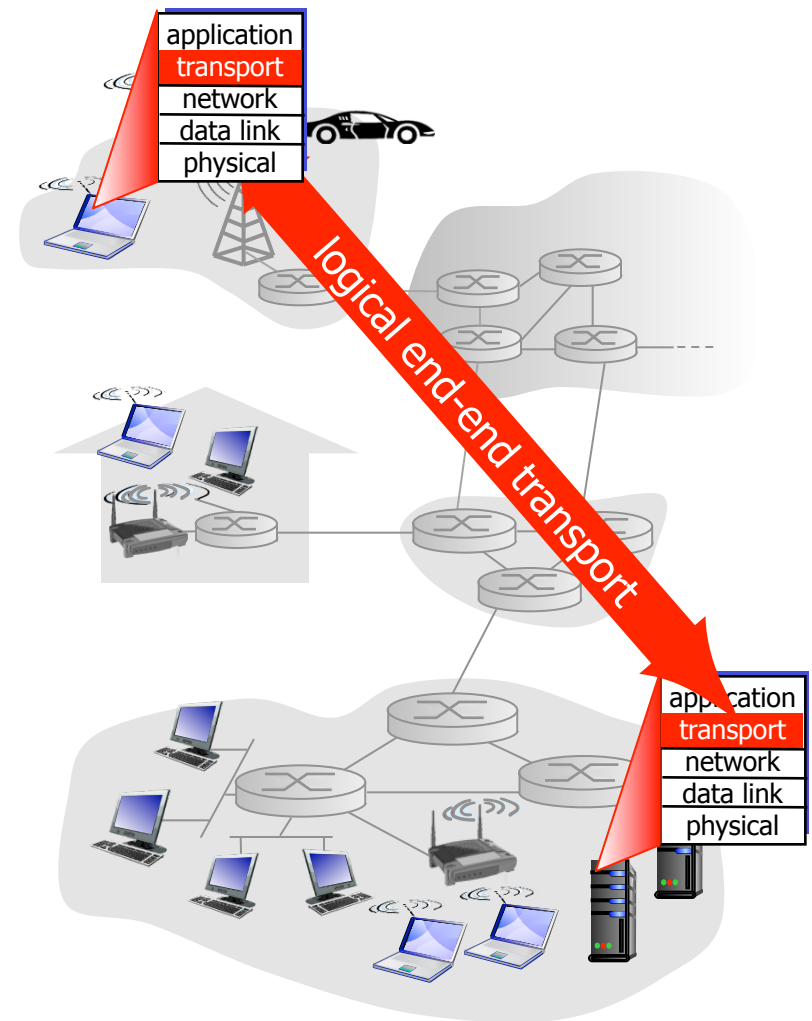 application
transport
network
data link
physical
logical end-end transport
application
transport
network
data link
physical